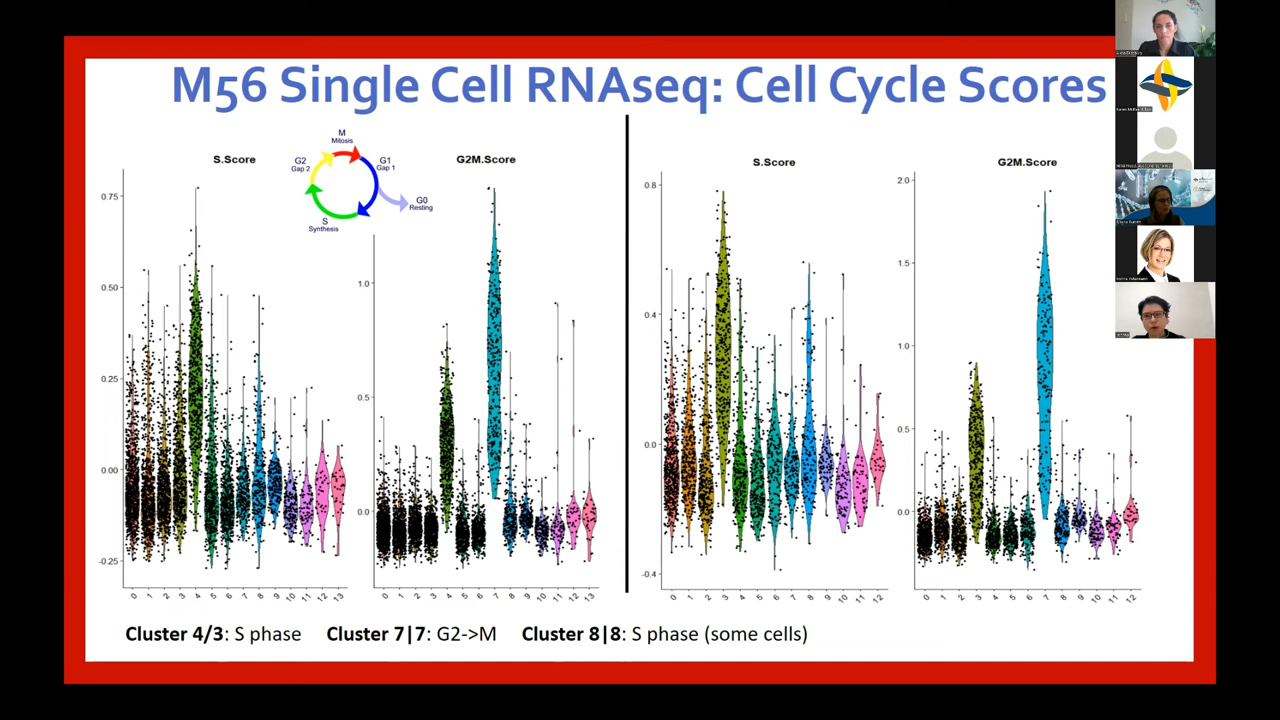 M56 Single Cell RNAseq: Cell Cycle Scores
S.Score
M
Mitosis
G2
Gap 2
G1
Gap 1
G0
Resting
S
Synthesis
G2M.Score
S.Score
G2M.Score
0.75
0.50
0.25
0.00
-0.25
0 1 2 3 4 5 6 7 8 9 10 11 12 13
1.0
0.5
0.0
0 1 2 3 4 5 6 7 8 9 10 11 12 13
0.8
0.4
0.0
-0.4
0 1 2 3 4 5 6 7 8 9 10 11 12
2.0
1.5
1.0
0.5
0.0
0 1 2 3 4 5 6 7 8 9 10 11 12
Cluster 4/3: S phase Cluster 7|7: G2->M Cluster 8|8: S phase (some cells)